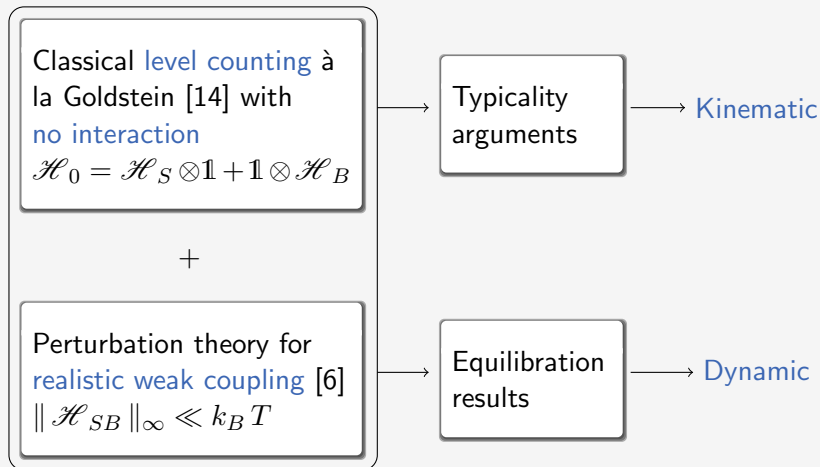 Classical level counting à
la Goldstein [14] with
no interaction
ℋ₀ = ℋ_S ⊗ 𝟙 + 𝟙 ⊗ ℋ_B
+
Perturbation theory for
realistic weak coupling [6]
‖ ℋ_SB ‖_∞ ≪ k_B T
Typicality
arguments
Kinematic
Equilibration
results
Dynamic